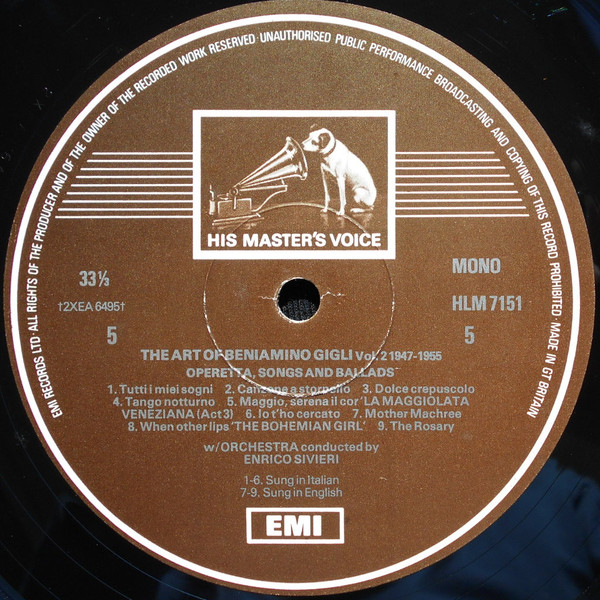 EMI RECORDS LTD · ALL RIGHTS OF THE PRODUCER AND OF THE OWNER OF THE RECORDED WORK RESERVED · UNAUTHORISED PUBLIC PERFORMANCE BROADCASTING AND COPYING OF THIS RECORD PROHIBITED · MADE IN GT BRITAIN
HIS MASTER'S VOICE
33⅓
MONO
†2XEA 6495†
HLM 7151
5
5
THE ART OF BENIAMINO GIGLI Vol. 2 1947-1955
OPERETTA, SONGS AND BALLADS
1. Tutti i miei sogni 2. Canzone a storpello 3. Dolce crepuscolo
4. Tango notturno 5. Maggio, serena il cor 'LA MAGGIOLATA
VENEZIANA (Act 3) 6. Io t'ho cercato 7. Mother Machree
8. When other lips 'THE BOHEMIAN GIRL' 9. The Rosary
w/ORCHESTRA conducted by
ENRICO SIVIERI
1-6. Sung in Italian
7-9. Sung in English
EMI